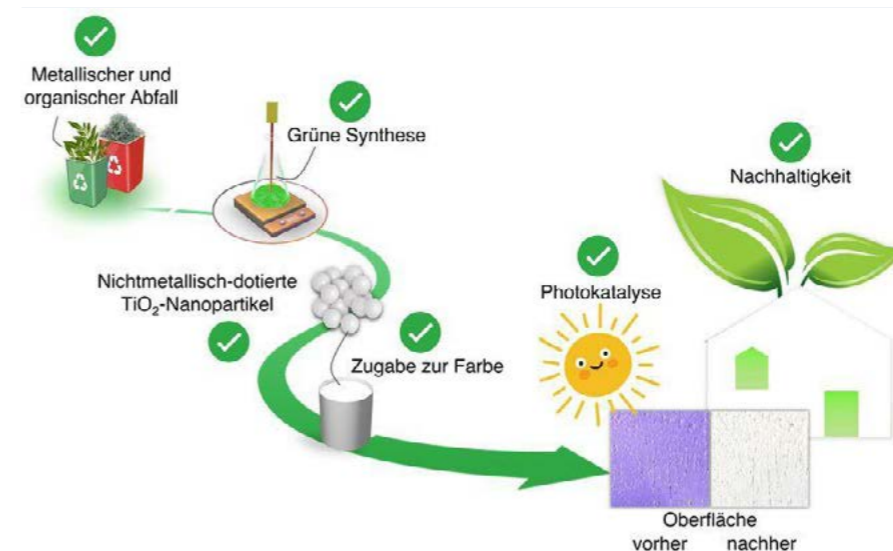 Metallischer und
organischer Abfall
Grüne Synthese
Nachhaltigkeit
Nichtmetallisch-dotierte
TiO₂-Nanopartikel
Photokatalyse
Zugabe zur Farbe
Oberfläche
vorher nachher